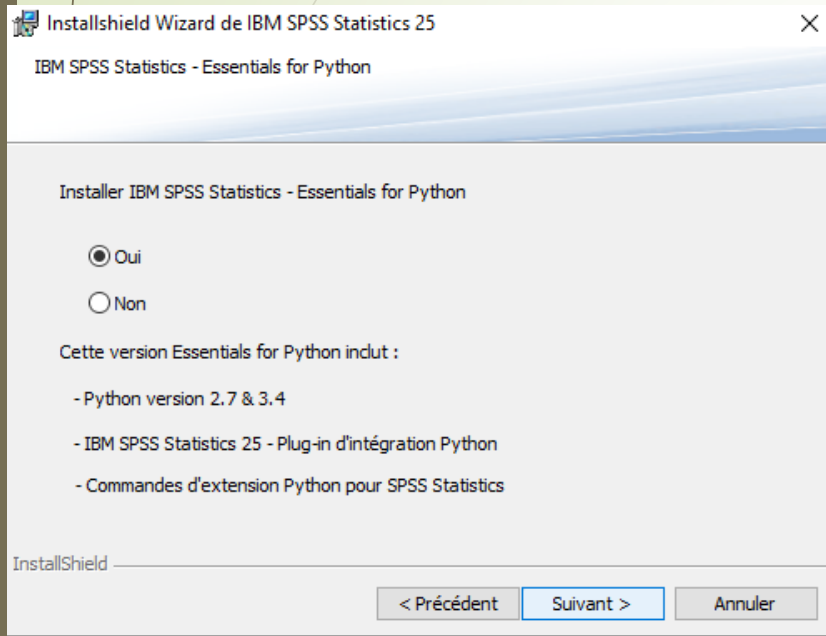 Installshield Wizard de IBM SPSS Statistics 25
IBM SPSS Statistics - Essentials for Python
Installer IBM SPSS Statistics - Essentials for Python
Oui
Non
Cette version Essentials for Python inclut :
- Python version 2.7 & 3.4
- IBM SPSS Statistics 25 - Plug-in d'intégration Python
- Commandes d'extension Python pour SPSS Statistics
InstallShield
< Précédent
Suivant >
Annuler